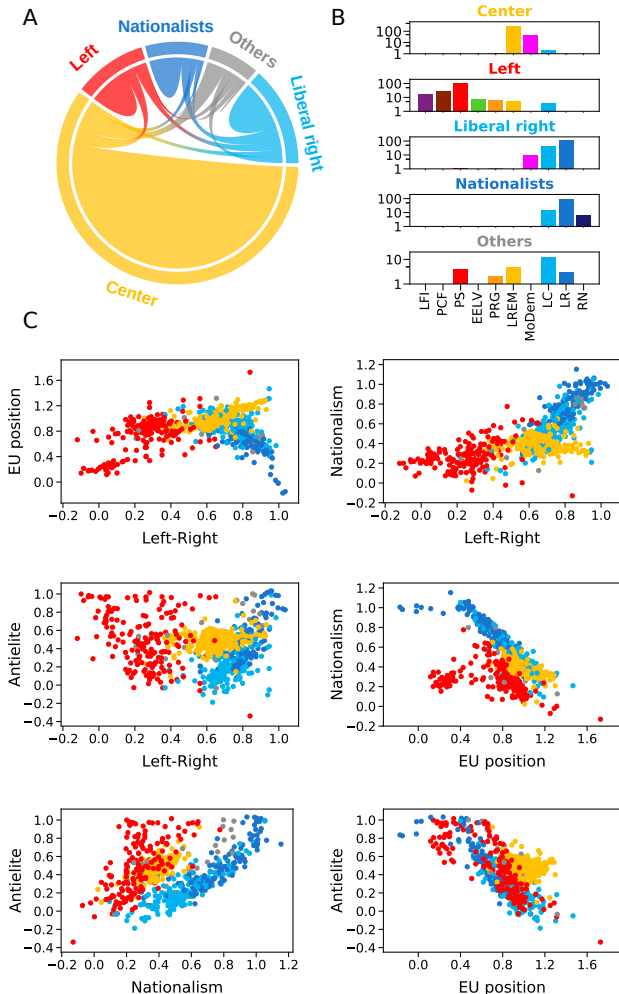 A
B
Nationalists
Others
Left
Liberal right
Center
Center
100
10
1
Left
100
10
1
Liberal right
100
1
Nationalists
100
10
1
Others
1
LFI
PCF
PS
EELV
PRG
LREM
MoDem
LC
LR
RN
C
EU position
1.6
1.2
0.8
0.4
0.0
−0.2 0.0 0.2 0.4 0.6 0.8 1.0
Left-Right
Nationalism
1.2
1.0
0.8
0.6
0.4
0.2
0.0
−0.2
−0.2 0.0 0.2 0.4 0.6 0.8 1.0
Left-Right
Antielite
1.0
0.8
0.6
0.4
0.2
0.0
−0.2
−0.4
−0.2 0.0 0.2 0.4 0.6 0.8 1.0
Left-Right
Nationalism
1.2
1.0
0.8
0.6
0.4
0.2
0.0
−0.2
0.0 0.4 0.8 1.2 1.6
EU position
Antielite
1.0
0.8
0.6
0.4
0.2
0.0
−0.4
0.0 0.2 0.4 0.6 0.8 1.0 1.2
Nationalism
Antielite
1.0
0.8
0.6
0.4
0.2
0.0
−0.4
0.0 0.4 0.8 1.2 1.6
EU position